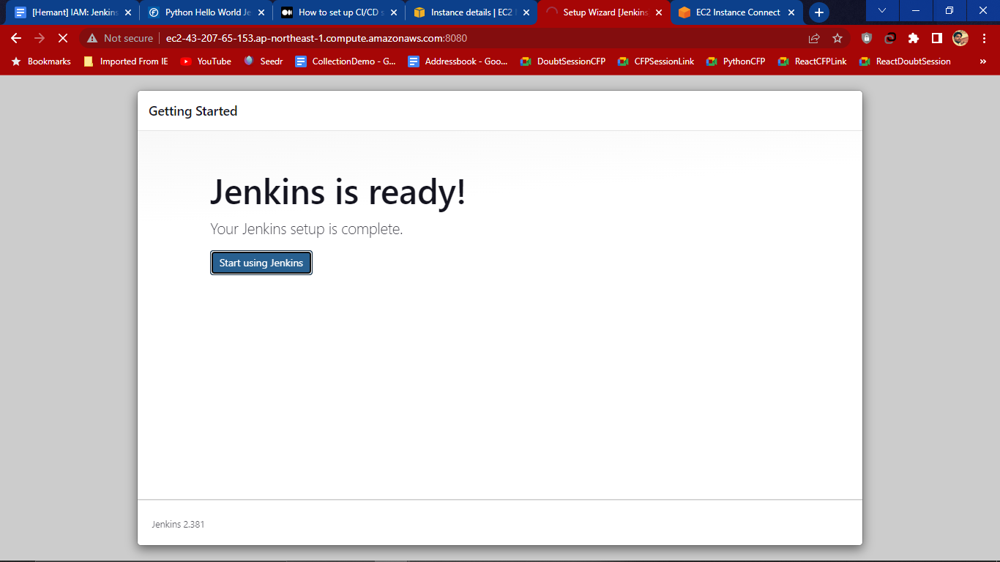 [Hemant] IAM: Jenkins
Python Hello World Je
How to set up CI/CD s
Instance details | EC2
Setup Wizard [Jenkins
EC2 Instance Connect
Not secure
ec2-43-207-65-153.ap-northeast-1.compute.amazonaws.com:8080
Bookmarks
Imported From IE
YouTube
Seedr
CollectionDemo - G...
Addressbook - Goo...
DoubtSessionCFP
CFPSessionLink
PythonCFP
ReactCFPLink
ReactDoubtSession
»
Getting Started
Jenkins is ready!
Your Jenkins setup is complete.
Start using Jenkins
Jenkins 2.381